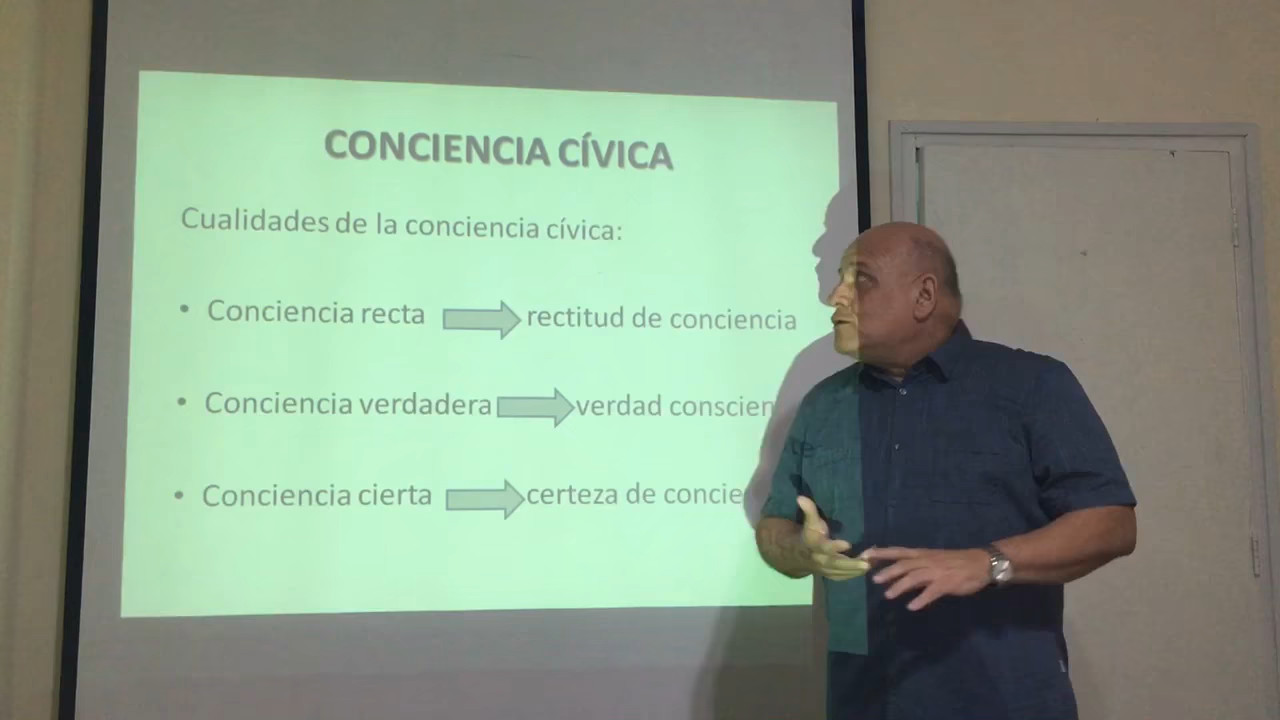 CONCIENCIA CÍVICA
Cualidades de la conciencia cívica:
• Conciencia recta rectitud de conciencia
• Conciencia verdadera verdad
• Conciencia cierta certeza de